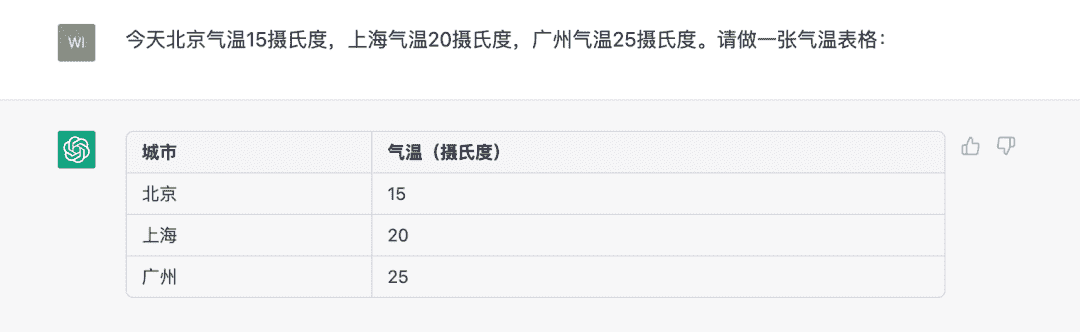 WI
今天北京气温15摄氏度，上海气温20摄氏度，广州气温25摄氏度。请做一张气温表格：
城市 气温（摄氏度）
北京 15
上海 20
广州 25